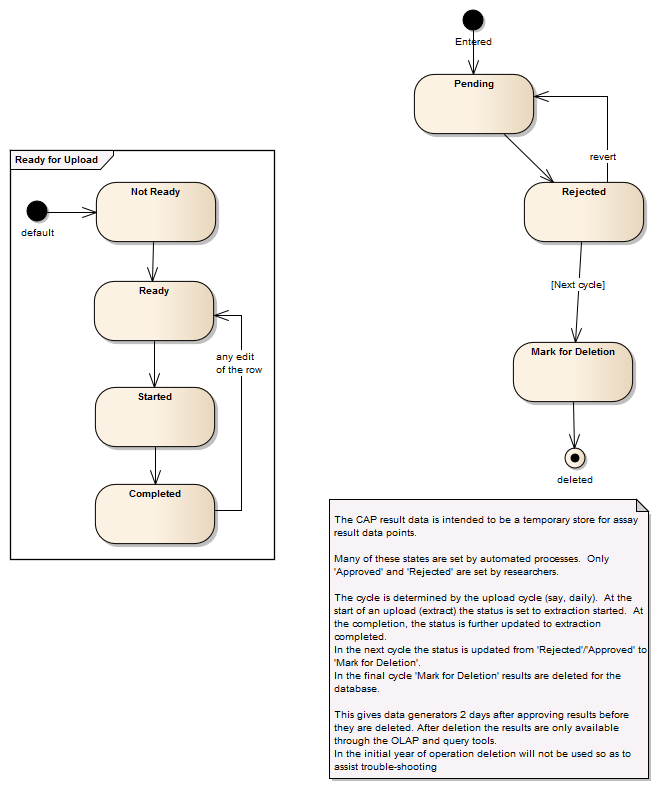 Entered
Pending
revert
Rejected
[Next cycle]
Mark for Deletion
deleted
Ready for Upload
Not Ready
default
Ready
any edit
of the row
Started
Completed
The CAP result data is intended to be a temporary store for assay
result data points.
Many of these states are set by automated processes.  Only
'Approved' and 'Rejected' are set by researchers.
The cycle is determined by the upload cycle (say, daily).  At the
start of an upload (extract) the status is set to extraction started.  At
the completion, the status is further updated to extraction
completed.
In the next cycle the status is updated from 'Rejected'/'Approved' to
'Mark for Deletion'.
In the final cycle 'Mark for Deletion' results are deleted for the
database.
This gives data generators 2 days after approving results before
they are deleted. After deletion the results are only available
through the OLAP and query tools.
In the initial year of operation deletion will not be used so as to
assist trouble-shooting